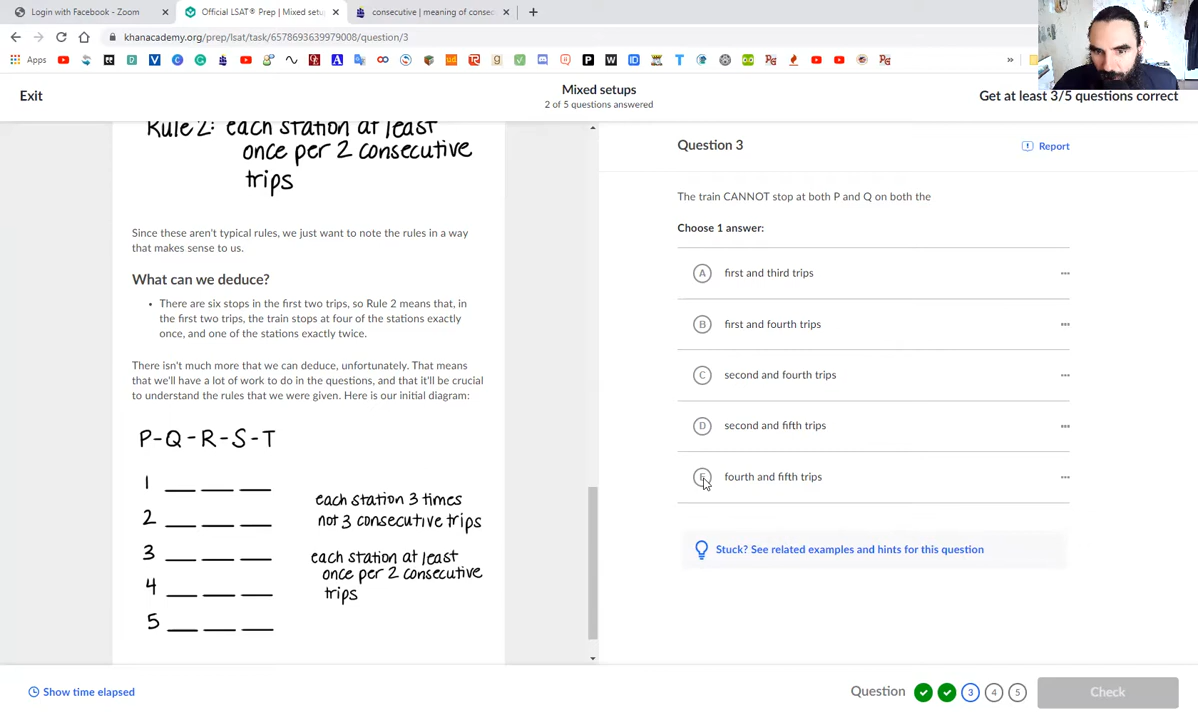 Login with Facebook - Zoom
Official LSAT® Prep | Mixed setu
consecutive | meaning of consec
khanacademy.org/prep/lsat/task/6578693639979008/question/3
Apps
Exit
Mixed setups
2 of 5 questions answered
Get at least 3/5 questions correct
Rule 2: each station at least
once per 2 consecutive
trips
Since these aren't typical rules, we just want to note the rules in a way
that makes sense to us.
What can we deduce?
• There are six stops in the first two trips, so Rule 2 means that, in
the first two trips, the train stops at four of the stations exactly
once, and one of the stations exactly twice.
There isn't much more that we can deduce, unfortunately. That means
that we'll have a lot of work to do in the questions, and that it'll be crucial
to understand the rules that we were given. Here is our initial diagram:
P-Q-R-S-T
1
2
3
4
5
each station 3 times
not 3 consecutive trips
each station at least
once per 2 consecutive
trips
Question 3
Report
The train CANNOT stop at both P and Q on both the
Choose 1 answer:
A first and third trips
B first and fourth trips
C second and fourth trips
D second and fifth trips
E fourth and fifth trips
Stuck? See related examples and hints for this question
Show time elapsed
Question
3
4
5
Check